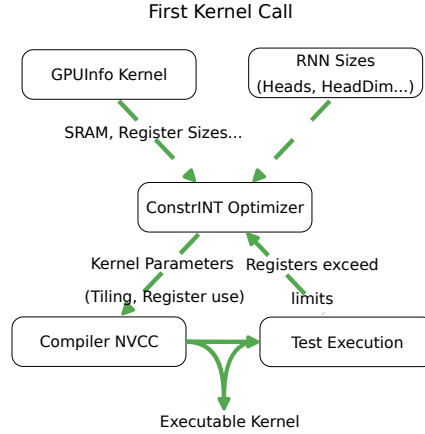 First Kernel Call
GPUInfo Kernel
RNN Sizes
(Heads, HeadDim...)
SRAM, Register Sizes...
ConstrINT Optimizer
Kernel Parameters
(Tiling, Register use)
Registers exceed
limits
Compiler NVCC
Test Execution
Executable Kernel